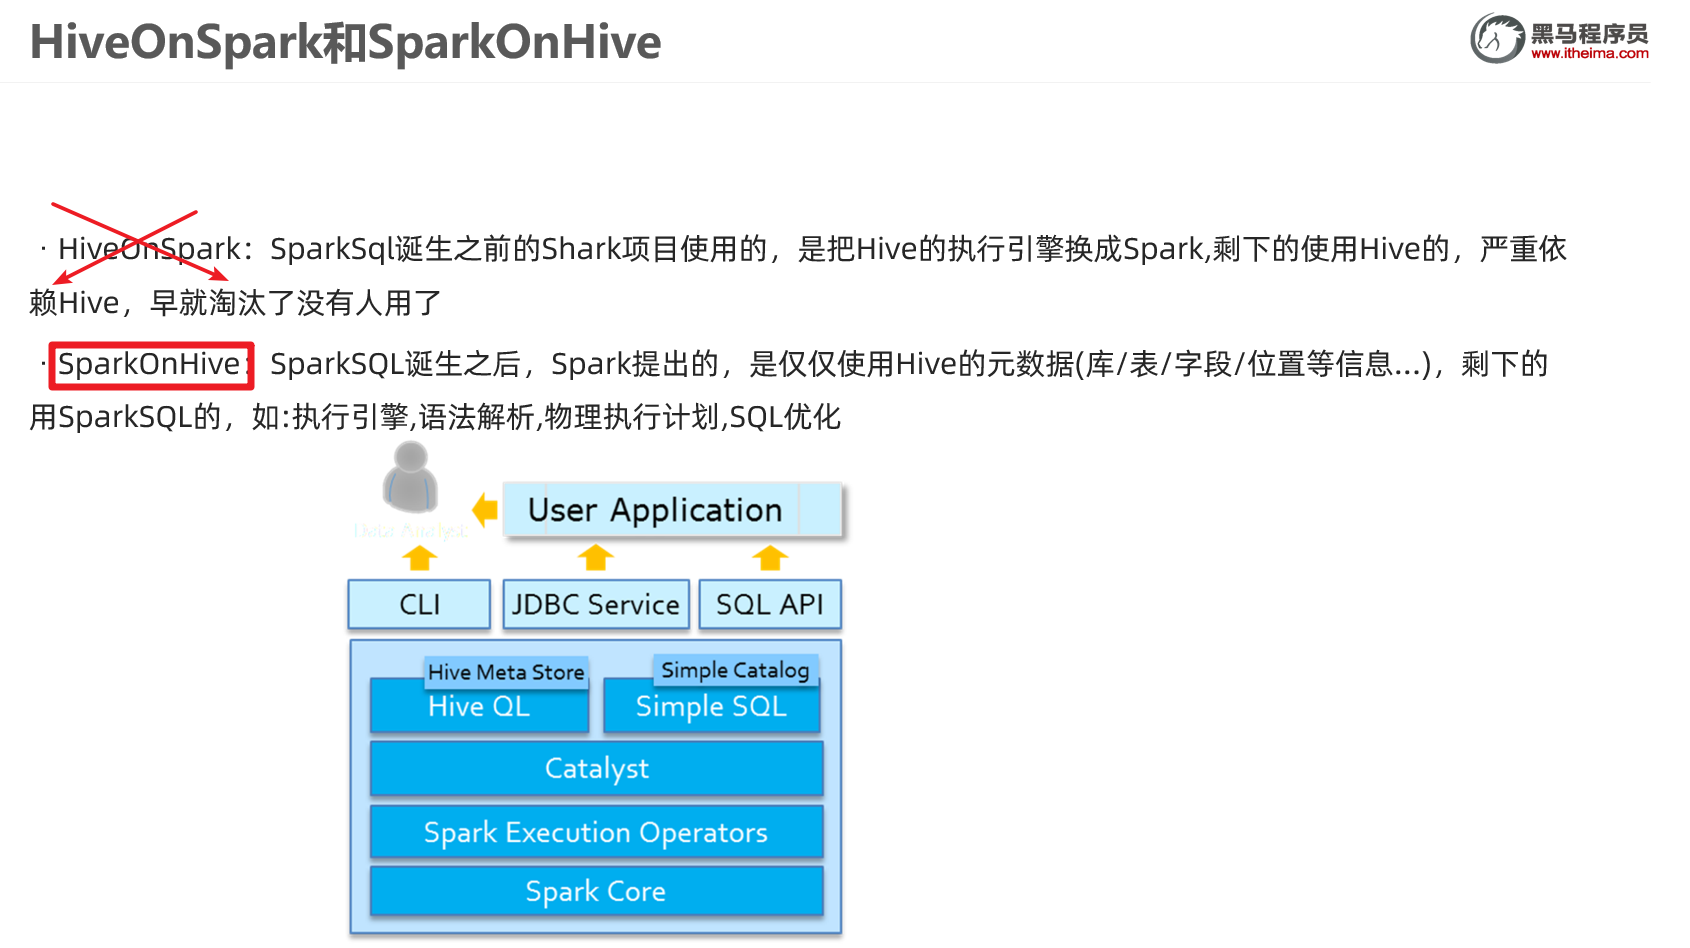 HiveOnSpark和SparkOnHive
黑马程序员
www.itheima.com
· HiveOnSpark：SparkSql诞生之前的Shark项目使用的，是把Hive的执行引擎换成Spark,剩下的使用Hive的，严重依
赖Hive，早就淘汰了没有人用了
· SparkOnHive：SparkSQL诞生之后，Spark提出的，是仅仅使用Hive的元数据(库/表/字段/位置等信息...)，剩下的
用SparkSQL的，如:执行引擎,语法解析,物理执行计划,SQL优化
User Application
Data Analyst
CLI
JDBC Service
SQL API
Hive Meta Store
Simple Catalog
Hive QL
Simple SQL
Catalyst
Spark Execution Operators
Spark Core